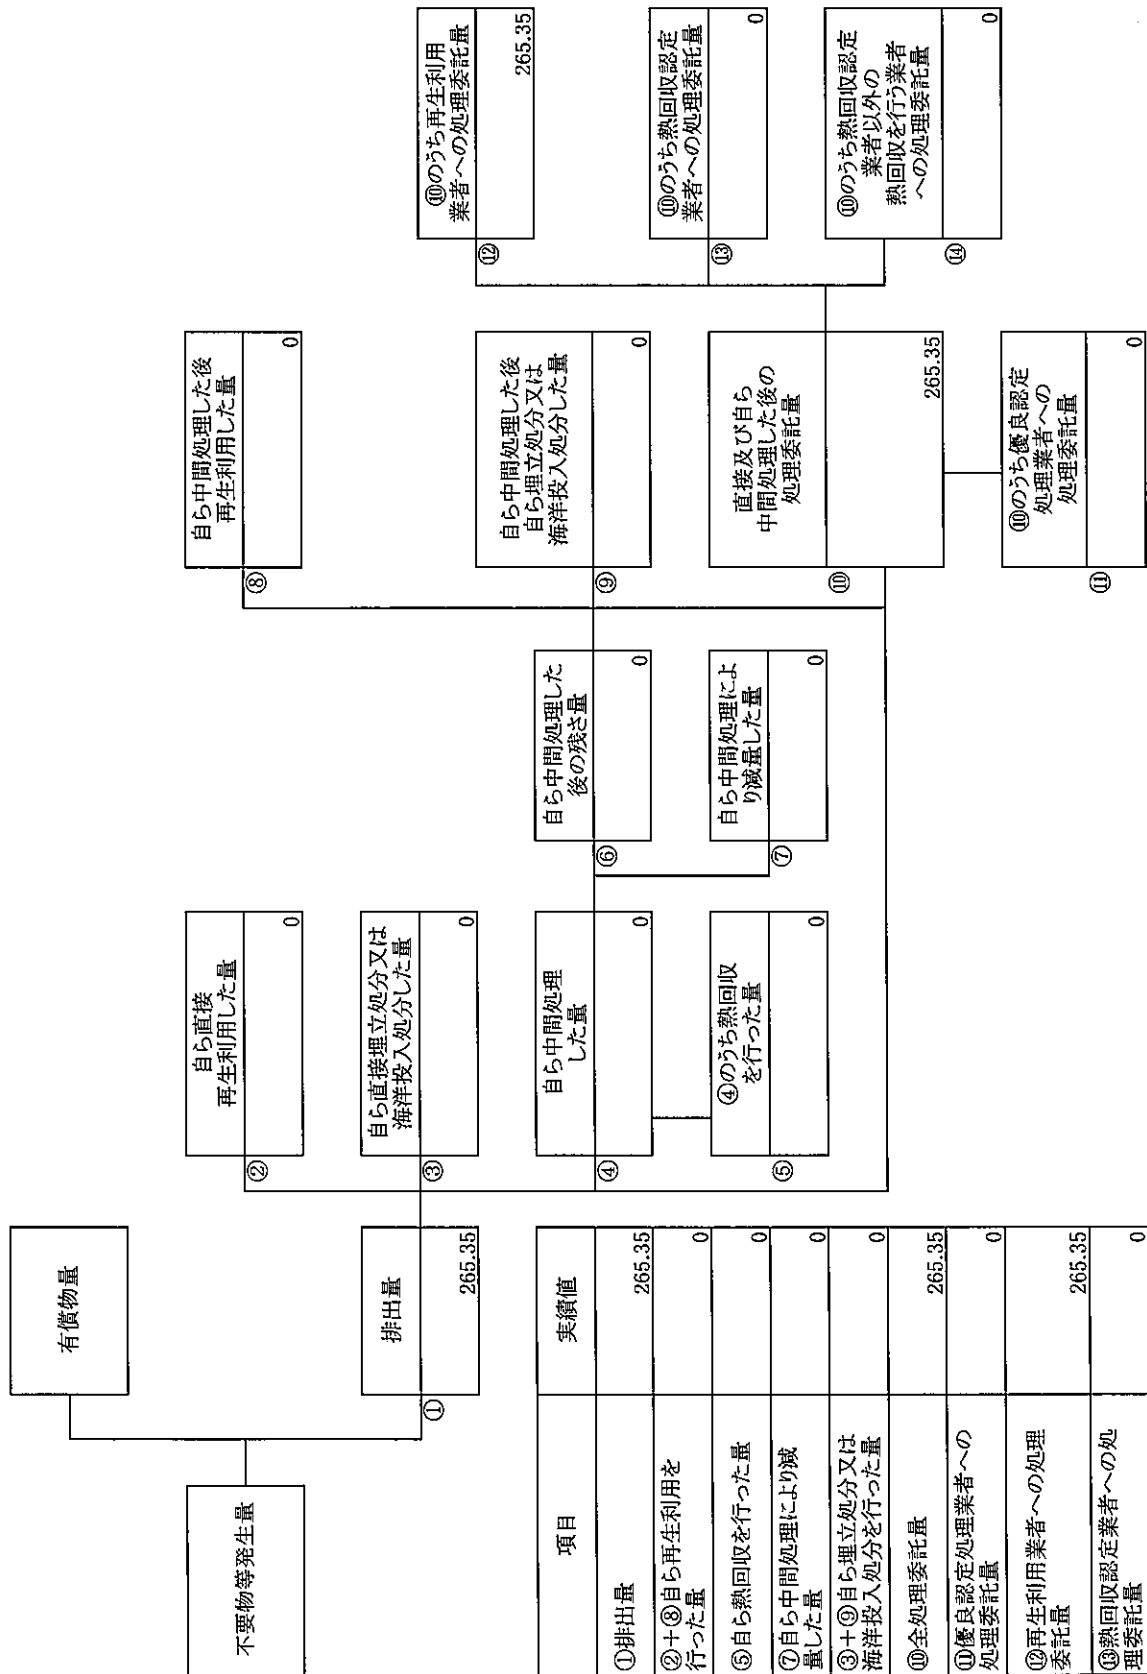 不要物等発生量
有償物量
排出量
①
265.35
自ら直接
再生利用した量
②
0
自ら直接埋立処分又は
海洋投入処分した量
③
0
自ら中間処理
した量
④
0
④のうち熱回収
を行った量
⑤
0
自ら中間処理した
後の残さ量
⑥
0
自ら中間処理によ
り減量した量
⑦
0
自ら中間処理した後
再生利用した量
⑧
0
自ら中間処理した後
自ら埋立処分又は
海洋投入処分した量
⑨
0
直接及び自ら
中間処理した後の
処理委託量
⑩
265.35
⑩のうち優良認定
処理業者への
処理委託量
⑪
0
⑩のうち再生利用
業者への処理委託量
⑫
265.35
⑩のうち熱回収認定
業者への処理委託量
⑬
0
⑩のうち熱回収認定
業者以外の
熱回収を行う業者
への処理委託量
⑭
0
項目 実績値
①排出量 265.35
②+⑧自ら再生利用を
行った量 0
⑤自ら熱回収を行った量 0
⑦自ら中間処理により減
量した量 0
③+⑨自ら埋立処分又は
海洋投入処分を行った量 0
⑩全処理委託量 265.35
⑪優良認定処理業者への
処理委託量 0
⑫再生利用業者への処理
委託量 265.35
⑬熱回収認定業者への処
理委託量 0